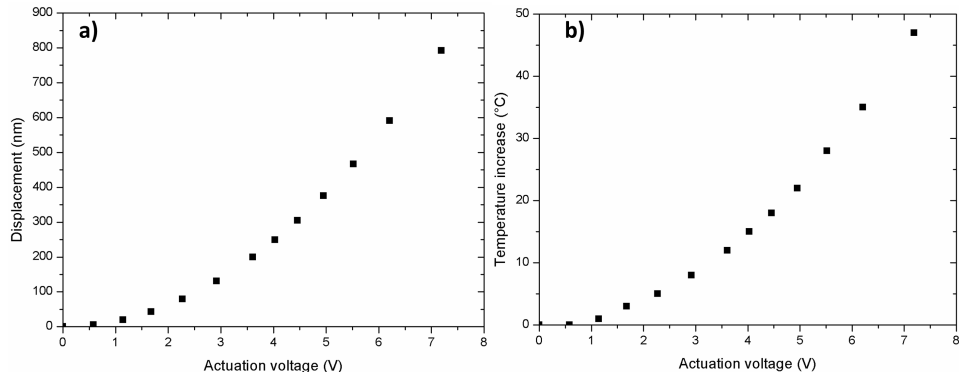 a)
900
800
700
600
500
400
300
200
100
0
Displacement (nm)
0 1 2 3 4 5 6 7 8
Actuation voltage (V)
b)
50
40
30
20
10
0
Temperature increase (°C)
0 1 2 3 4 5 6 7 8
Actuation voltage (V)